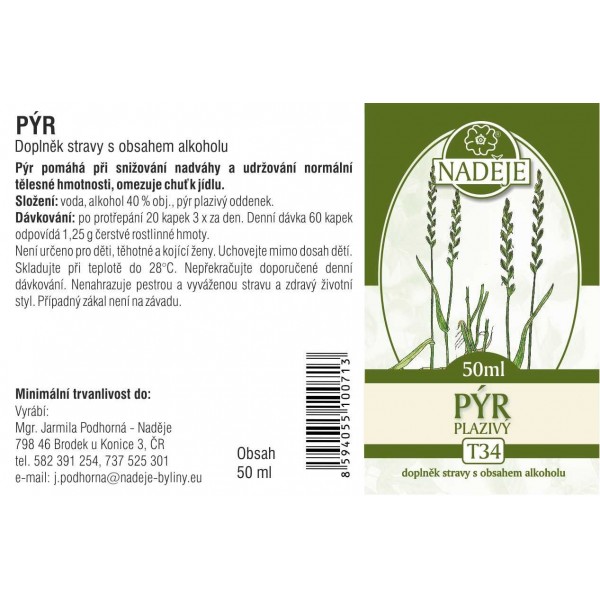 PÝR
Doplněk stravy s obsahem alkoholu
Pýr pomáhá při snižování nadváhy a udržování normální
tělesné hmotnosti, omezuje chuť k jídlu.
Složení: voda, alkohol 40 % obj., pýr plazivý oddenek.
Dávkování: po protřepání 20 kapek 3 x za den. Denní dávka 60 kapek
odpovídá 1,25 g čerstvé rostlinné hmoty.
Není určeno pro děti, těhotné a kojící ženy. Uchovejte mimo dosah dětí.
Skladujte při teplotě do 28°C. Nepřekračujte doporučené denní
dávkování. Nenahrazuje pestrou a vyváženou stravu a zdravý životní
styl. Případný zákal není na závadu.
Minimální trvanlivost do:
Vyrábí:
Mgr. Jarmila Podhorná - Naděje
798 46 Brodek u Konice 3, ČR
tel. 582 391 254, 737 525 301
e-mail: j.podhorna@nadeje-byliny.eu
Obsah
50 ml
8 594055 100713
NADĚJE
50ml
PÝR
PLAZIVÝ
T34
doplněk stravy s obsahem alkoholu